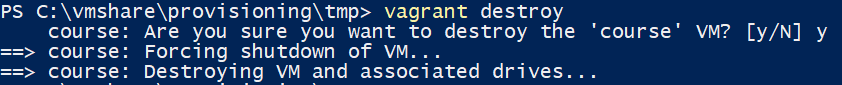 PS C:\vmshare\provisioning\tmp> vagrant destroy
    course: Are you sure you want to destroy the 'course' VM? [y/N] y
==> course: Forcing shutdown of VM...
==> course: Destroying VM and associated drives...